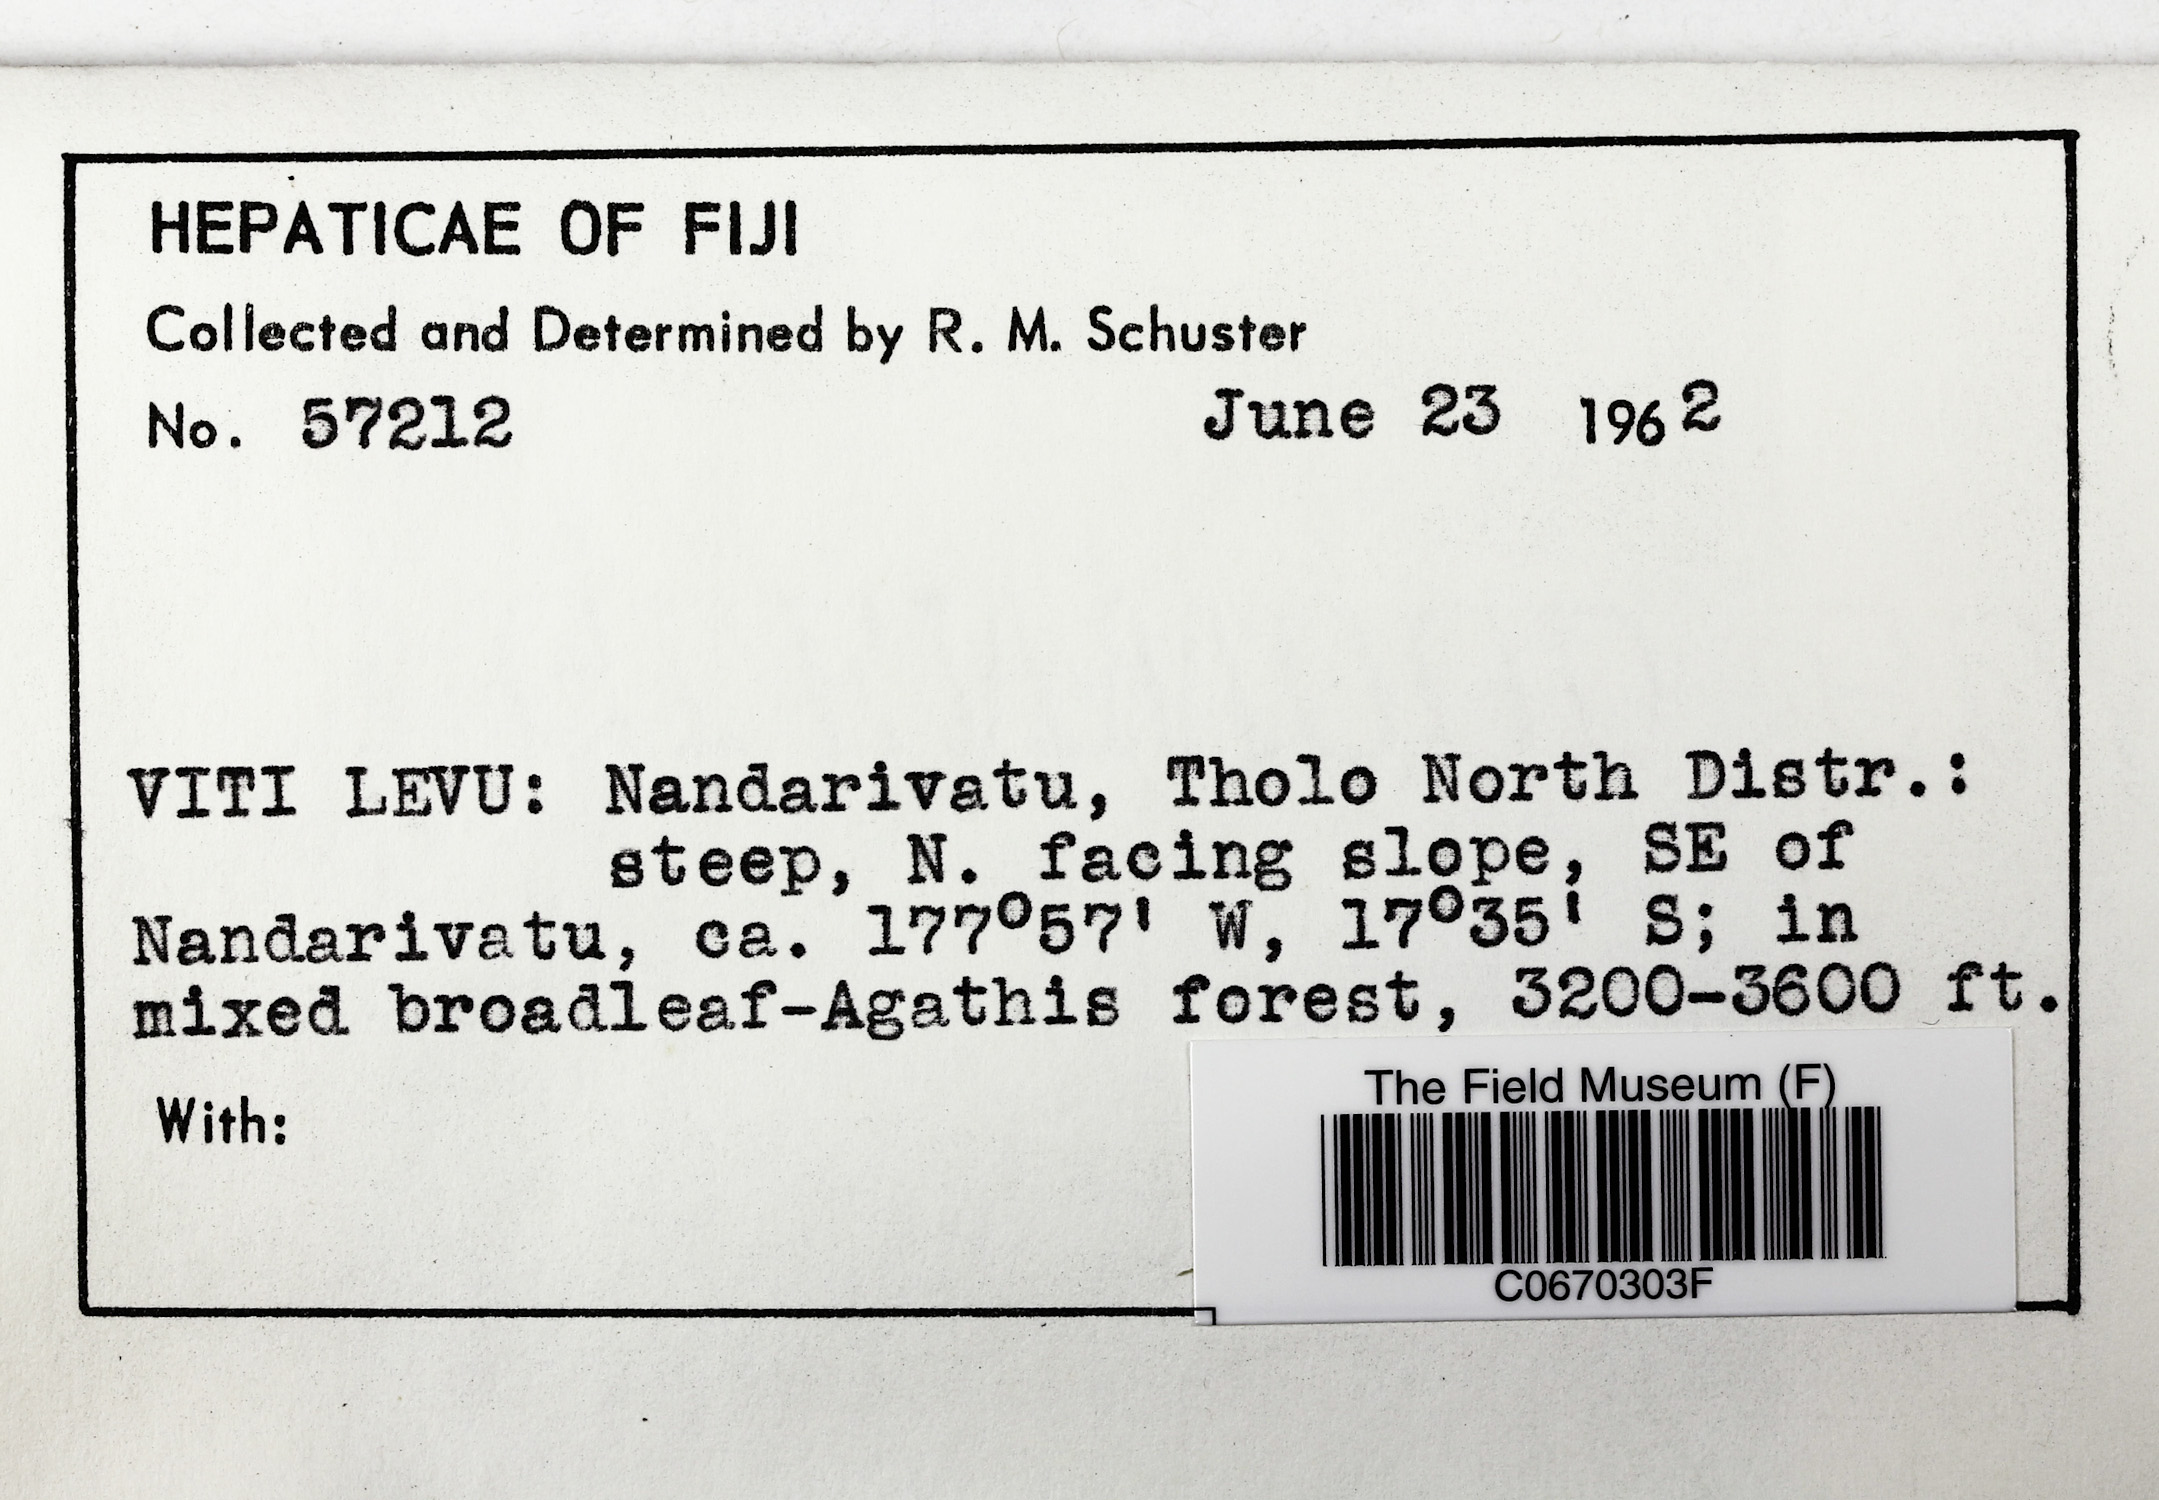 HEPATICAE OF FIJI
Collected and Determined by R. M. Schuster
No. 57212 June 23 1962
VITI LEVU: Nandarivatu, Tholo North Distr.:
steep, N. facing slope, SE of
Nandarivatu, ca. 177°57' W, 17°35' S; in
mixed broadleaf-Agathis forest, 3200-3600 ft.
With:
The Field Museum (F)
C0670303F